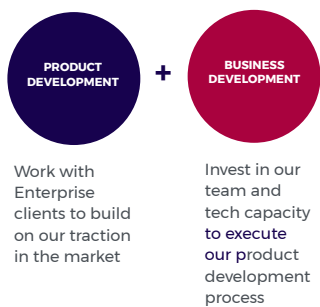 PRODUCT
DEVELOPMENT
+
BUSINESS
DEVELOPMENT
Work with
Enterprise
clients to build
on our traction
in the market
Invest in our
team and
tech capacity
to execute
our product
development
process